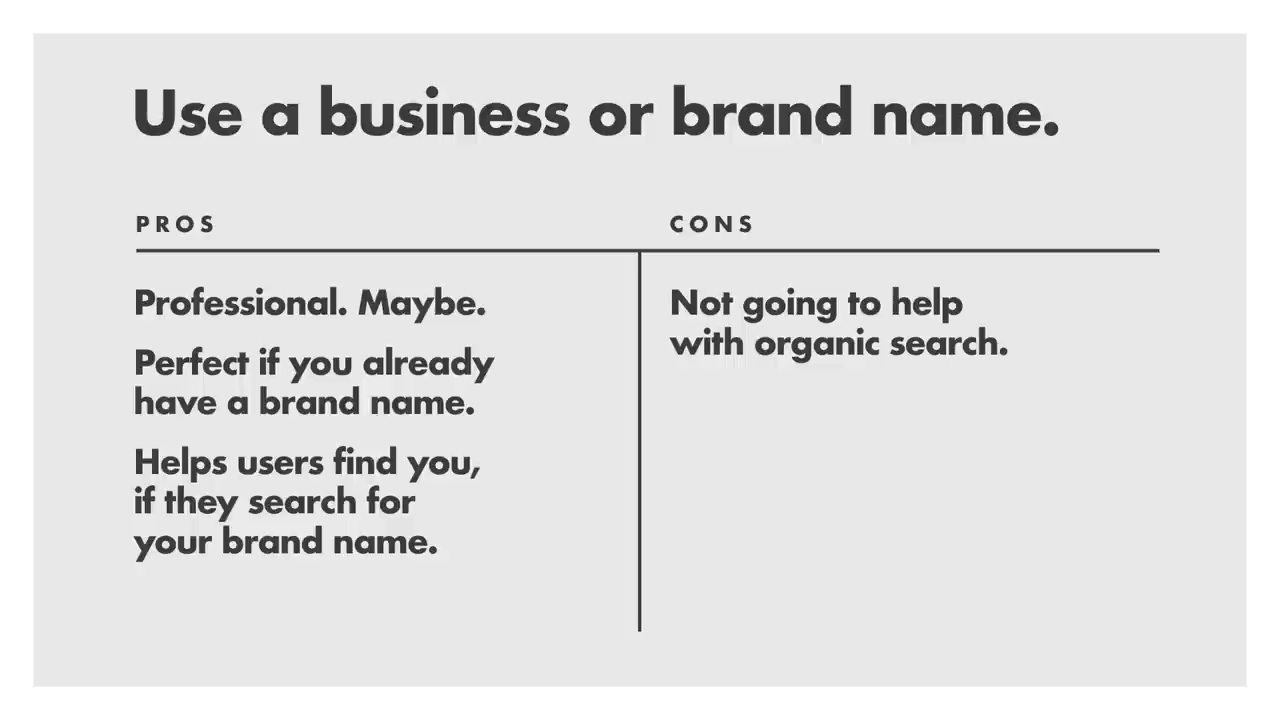 Use a business or brand name.
PROS
CONS
Professional. Maybe.
Perfect if you already
have a brand name.
Helps users find you,
if they search for
your brand name.
Not going to help
with organic search.